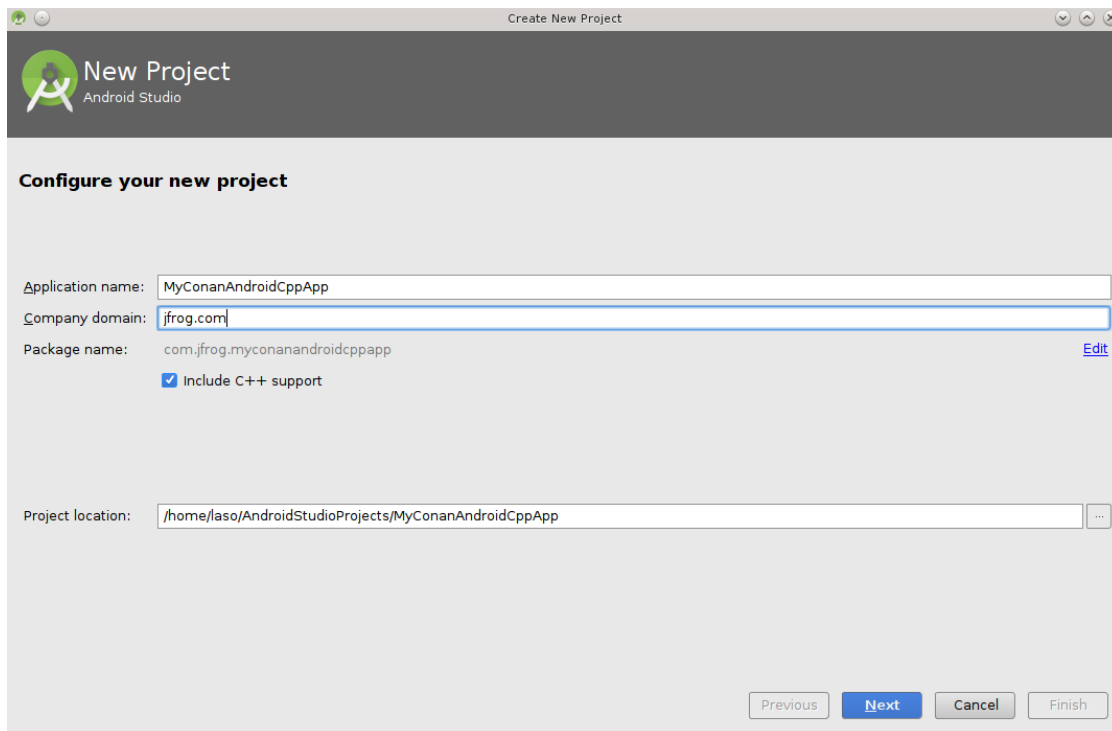 Create New Project
New Project
Android Studio
Configure your new project
Application name: MyConanAndroidCppApp
Company domain: jfrog.com
Package name: com.jfrog.myconanandroidcppapp Edit
Include C++ support
Project location: /home/laso/AndroidStudioProjects/MyConanAndroidCppApp ...
Previous Next Cancel Finish